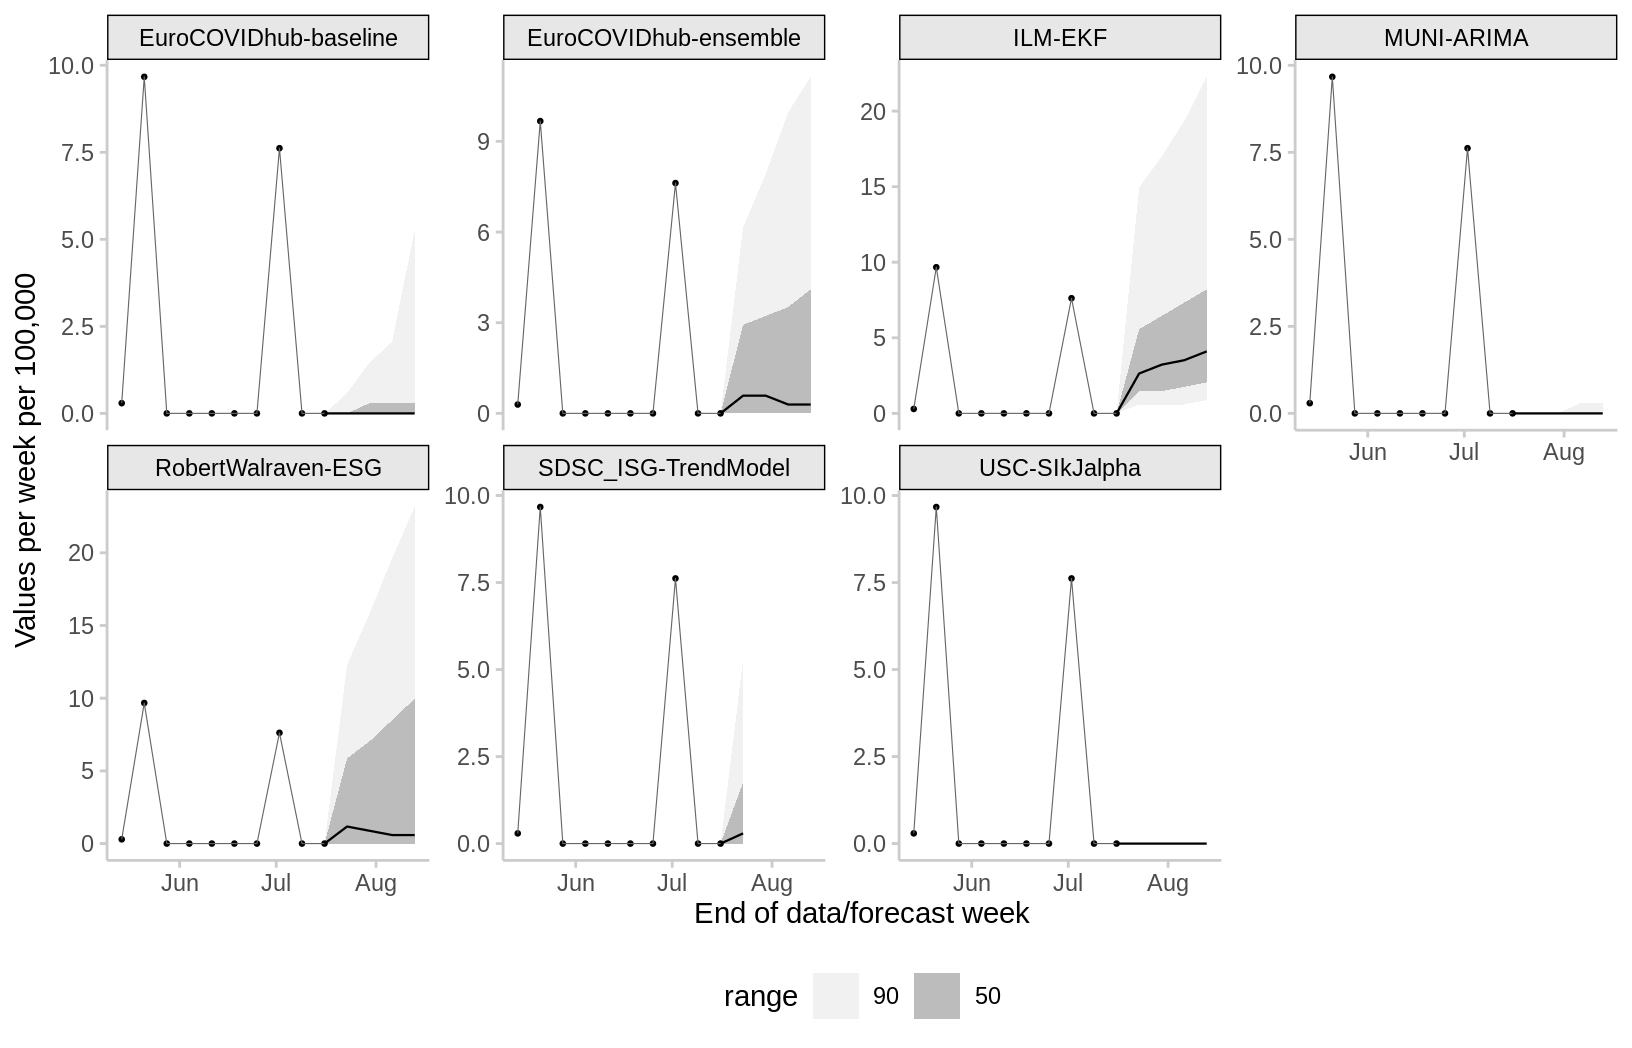 EuroCOVIDhub-baseline
EuroCOVIDhub-ensemble
ILM-EKF
MUNI-ARIMA
10.0
7.5
5.0
2.5
0.0
9
6
3
0
20
15
10
5
0
10.0
7.5
5.0
2.5
0.0
Jun Jul Aug
Values per week per 100,000
RobertWalraven-ESG
SDSC_ISG-TrendModel
USC-SIkJalpha
20
15
10
5
0
10.0
7.5
5.0
2.5
0.0
10.0
7.5
5.0
2.5
0.0
Jun Jul Aug
Jun Jul Aug
Jun Jul Aug
End of data/forecast week
range 90 50